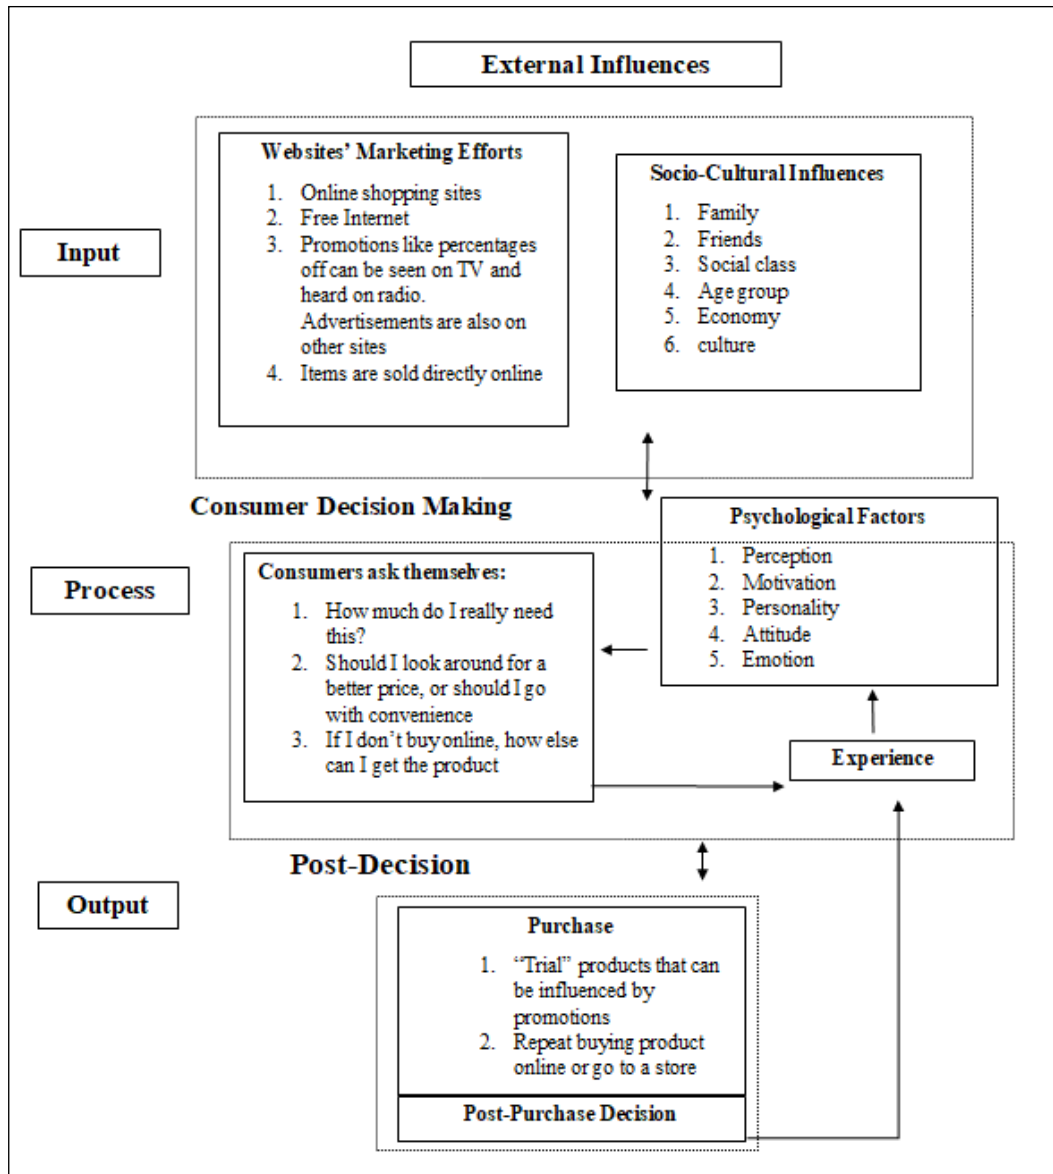 External Influences
Websites’ Marketing Efforts
1. Online shopping sites
2. Free Internet
3. Promotions like percentages
off can be seen on TV and
heard on radio.
Advertisements are also on
other sites
4. Items are sold directly online
Socio-Cultural Influences
1. Family
2. Friends
3. Social class
4. Age group
5. Economy
6. culture
Input
Consumer Decision Making
Psychological Factors
1. Perception
2. Motivation
3. Personality
4. Attitude
5. Emotion
Process
Consumers ask themselves:
1. How much do I really need
this?
2. Should I look around for a
better price, or should I go
with convenience
3. If I don’t buy online, how else
can I get the product
Experience
Post-Decision
Output
Purchase
1. “Trial” products that can
be influenced by
promotions
2. Repeat buying product
online or go to a store
Post-Purchase Decision